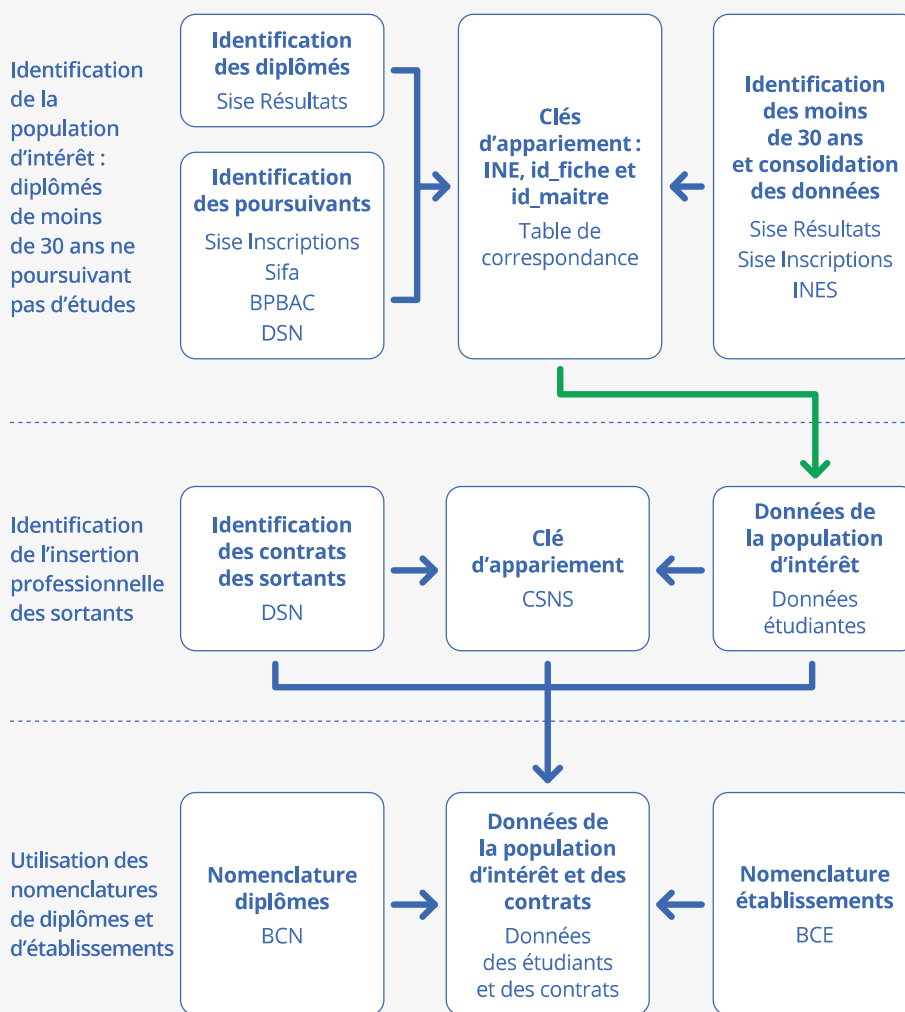 Identification
de la
population
d'intérêt :
diplômés
de moins
de 30 ans ne
poursuivant
pas d'études
Identification
des diplômés
Sise Résultats
Identification
des poursuivants
Sise Inscriptions
Sifa
BPBAC
DSN
Clés
d'appariement :
INE, id_fiche et
id_maitre
Table de
correspondance
Identification
des moins
de 30 ans
et consolidation
des données
Sise Résultats
Sise Inscriptions
INES
Identification
de l'insertion
professionnelle
des sortants
Identification
des contrats
des sortants
DSN
Clé
d'appariement
CSNS
Données de
la population
d'intérêt
Données
étudiantes
Utilisation des
nomenclatures
de diplômes et
d'établissements
Nomenclature
diplômes
BCN
Données de
la population
d'intérêt et des
contrats
Données
des étudiants
et des contrats
Nomenclature
établissements
BCE